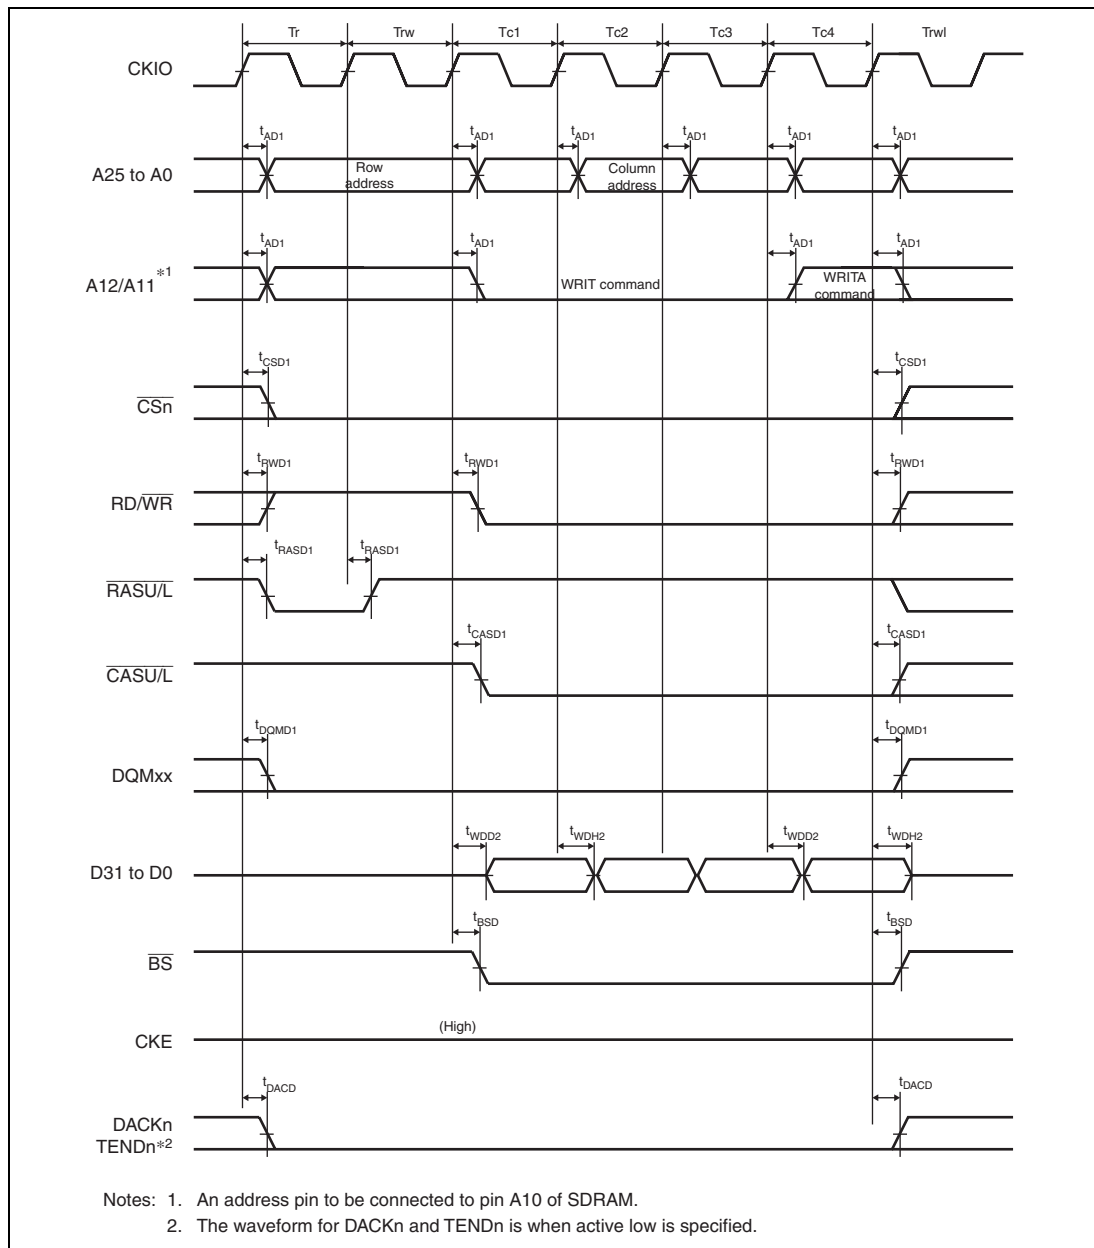 Tr Trw Tc1 Tc2 Tc3 Tc4 Trwl
CKIO
tAD1 tAD1 tAD1 tAD1 tAD1 tAD1
A25 to A0
Row
address
Column
address
tAD1 tAD1 tAD1 tAD1
A12/A11*1
WRIT command
WRITA
command
tCSD1 tCSD1
CSn
tRWD1 tRWD1 tRWD1
RD/WR
tRASD1 tRASD1
RASU/L
tCASD1 tCASD1
CASU/L
tDQMD1 tDQMD1
DQMxx
tWDD2 tWDH2 tWDD2 tWDH2
D31 to D0
tBSD tBSD
BS
(High)
CKE
tDACD tDACD
DACKn
TENDn*2
Notes: 1. An address pin to be connected to pin A10 of SDRAM.
2. The waveform for DACKn and TENDn is when active low is specified.